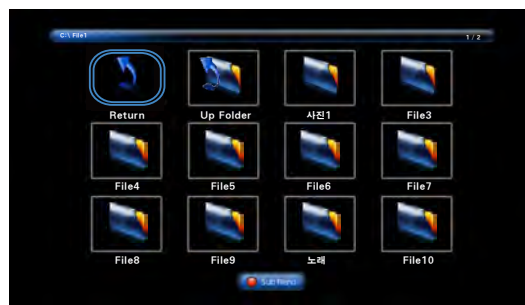 C:\ File1
1 / 2
Return Up Folder 사진1 File3
File4 File5 File6 File7
File8 File9 노래 File10
Sub Menu